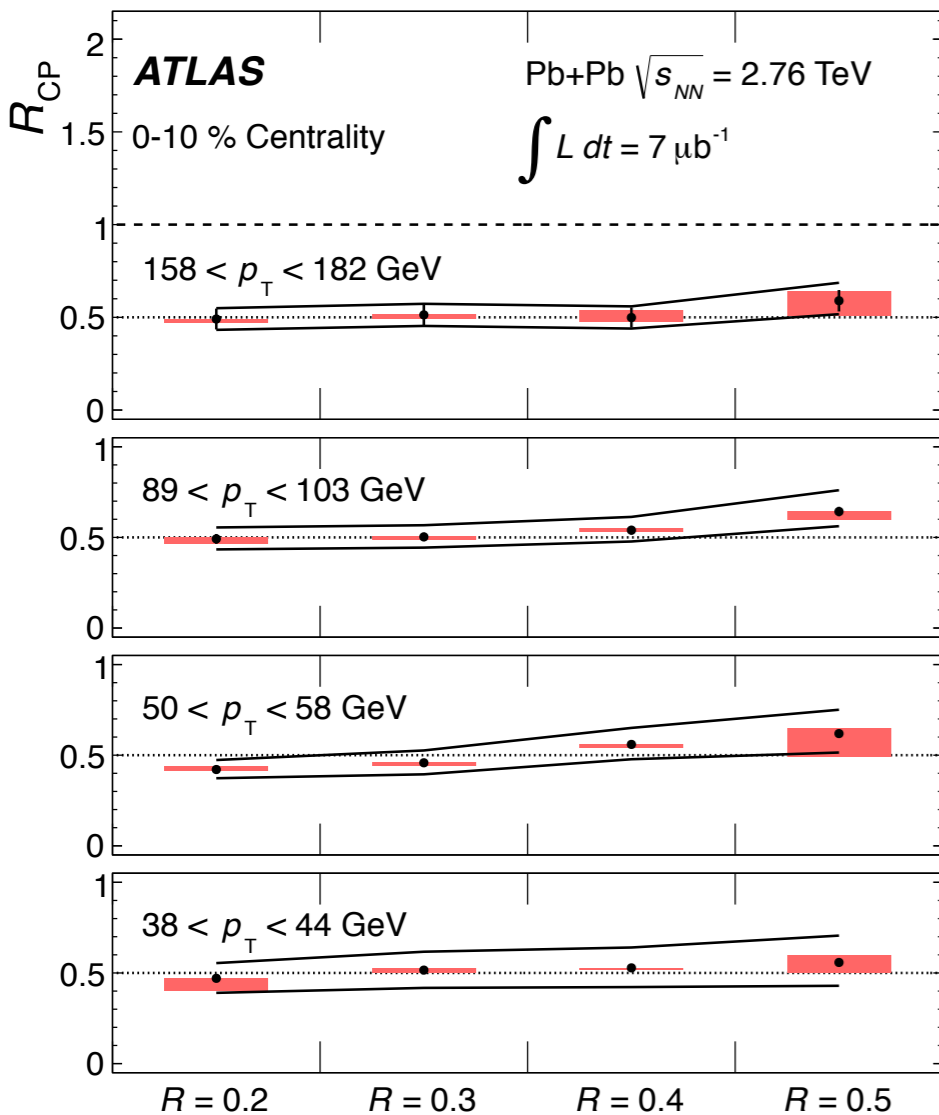 R_CP
2
1.5
1
0.5
0
ATLAS
0-10 % Centrality
Pb+Pb √s_NN = 2.76 TeV
∫ L dt = 7 μb⁻¹
158 < p_T < 182 GeV
1
0.5
0
89 < p_T < 103 GeV
1
0.5
0
50 < p_T < 58 GeV
1
0.5
0
38 < p_T < 44 GeV
R = 0.2 R = 0.3 R = 0.4 R = 0.5